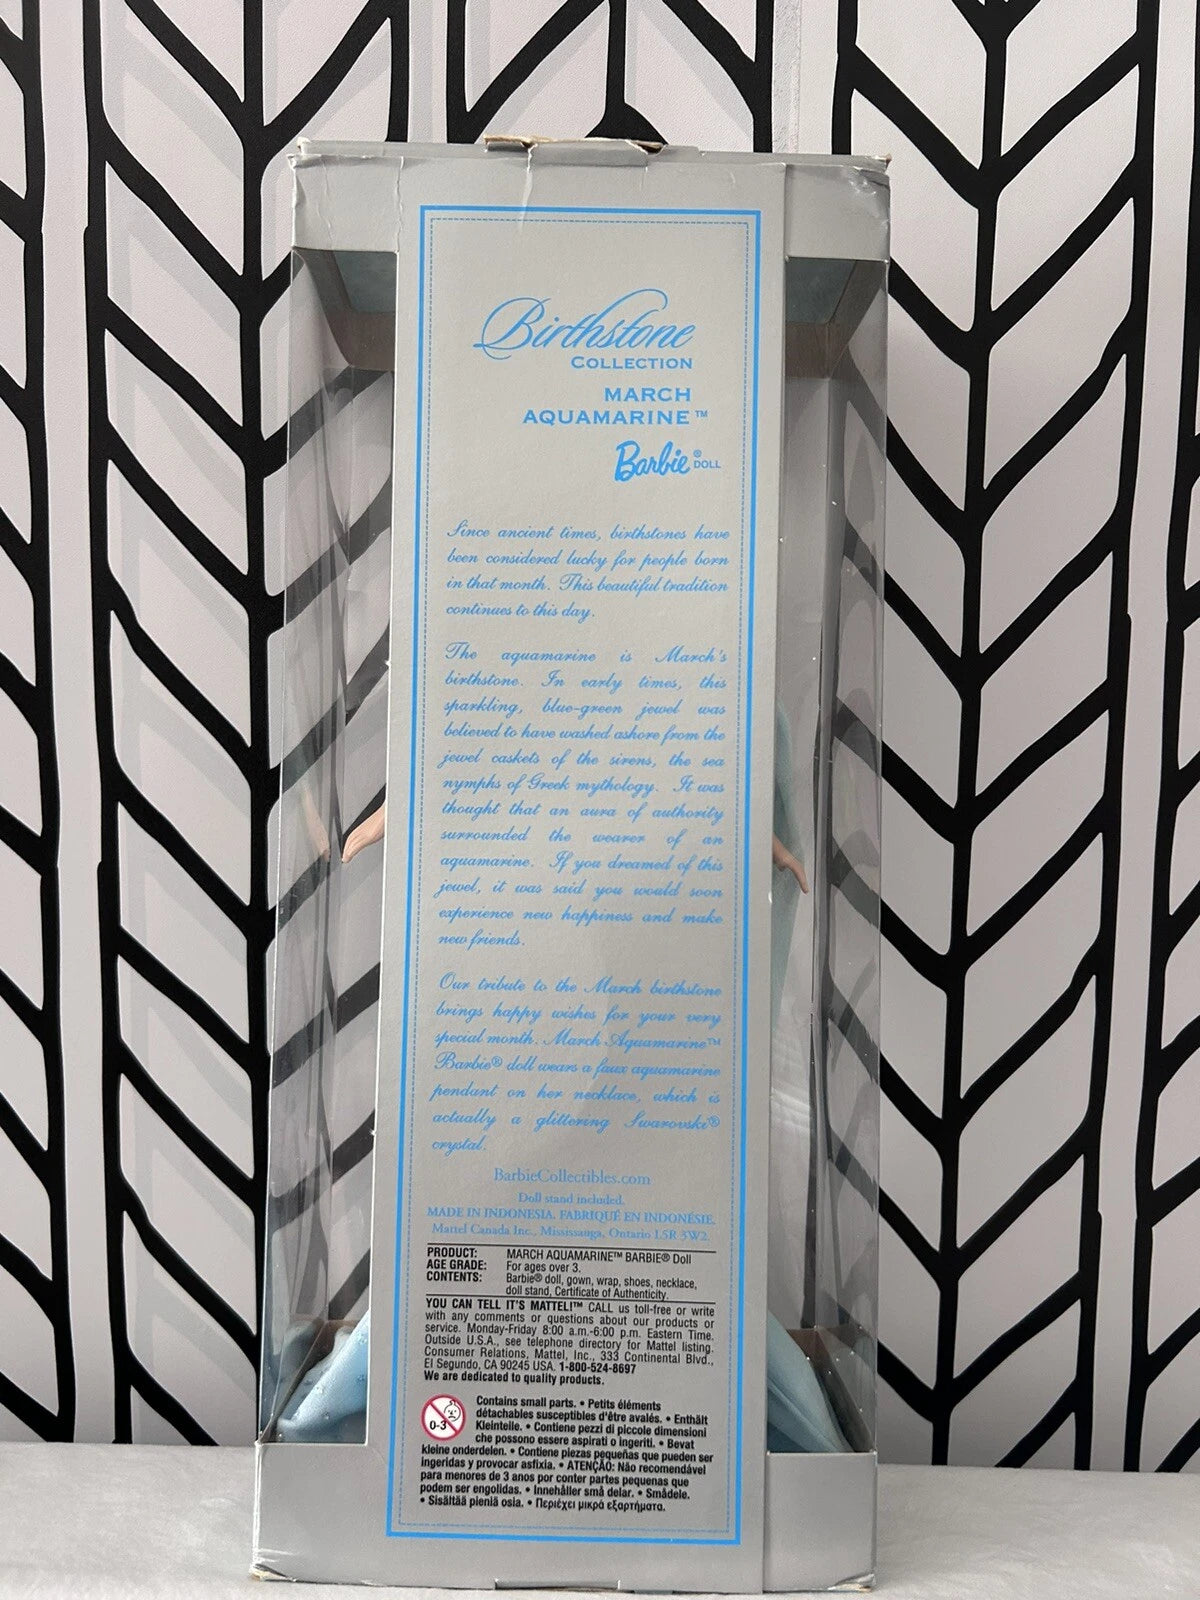 Birthstone
COLLECTION
MARCH
AQUAMARINE™
Barbie® DOLL
Since ancient times, birthstones have
been considered lucky for people born
in that month. This beautiful tradition
continues to this day.
The aquamarine is March's
birthstone. In early times, this
sparkling, blue-green jewel was
believed to have washed ashore from the
jewel caskets of the sirens, the sea
nymphs of Greek mythology. It was
thought that an aura of authority
surrounded the wearer of an
aquamarine. If you dreamed of this
jewel, it was said you would soon
experience new happiness and make
new friends.
Our tribute to the March birthstone
brings happy wishes for your very
special month. March Aquamarine™
Barbie® doll wears a faux aquamarine
pendant on her necklace, which is
actually a glittering Swarovski®
crystal.
BarbieCollectibles.com
Doll stand included.
MADE IN INDONESIA. FABRIQUÉ EN INDONÉSIE.
Mattel Canada Inc., Mississauga, Ontario L5R 3W2.
PRODUCT: MARCH AQUAMARINE™ BARBIE® Doll
AGE GRADE: For ages over 3.
CONTENTS: Barbie® doll, gown, wrap, shoes, necklace,
doll stand, Certificate of Authenticity.
YOU CAN TELL IT'S MATTEL!™ CALL us toll-free or write
with any comments or questions about our products or
service. Monday-Friday 8:00 a.m.-6:00 p.m. Eastern Time.
Outside U.S.A., see telephone directory for Mattel listing.
Consumer Relations, Mattel, Inc., 333 Continental Blvd.,
El Segundo, CA 90245 USA. 1-800-524-8697
We are dedicated to quality products.
0-3
Contains small parts. • Petits éléments
détachables susceptibles d'être avalés. • Enthält
Kleinteile. • Contiene pezzi di piccole dimensioni
che possono essere aspirati o ingeriti. • Bevat
kleine onderdelen. • Contiene piezas pequeñas que pueden ser
ingeridas y provocar asfixia. • ATENÇÃO: Não recomendável
para menores de 3 anos por conter partes pequenas que
podem ser engolidas. • Innehåller små delar. • Smådele.
• Sisältää pieniä osia. • Περιέχει μικρά εξαρτήματα.